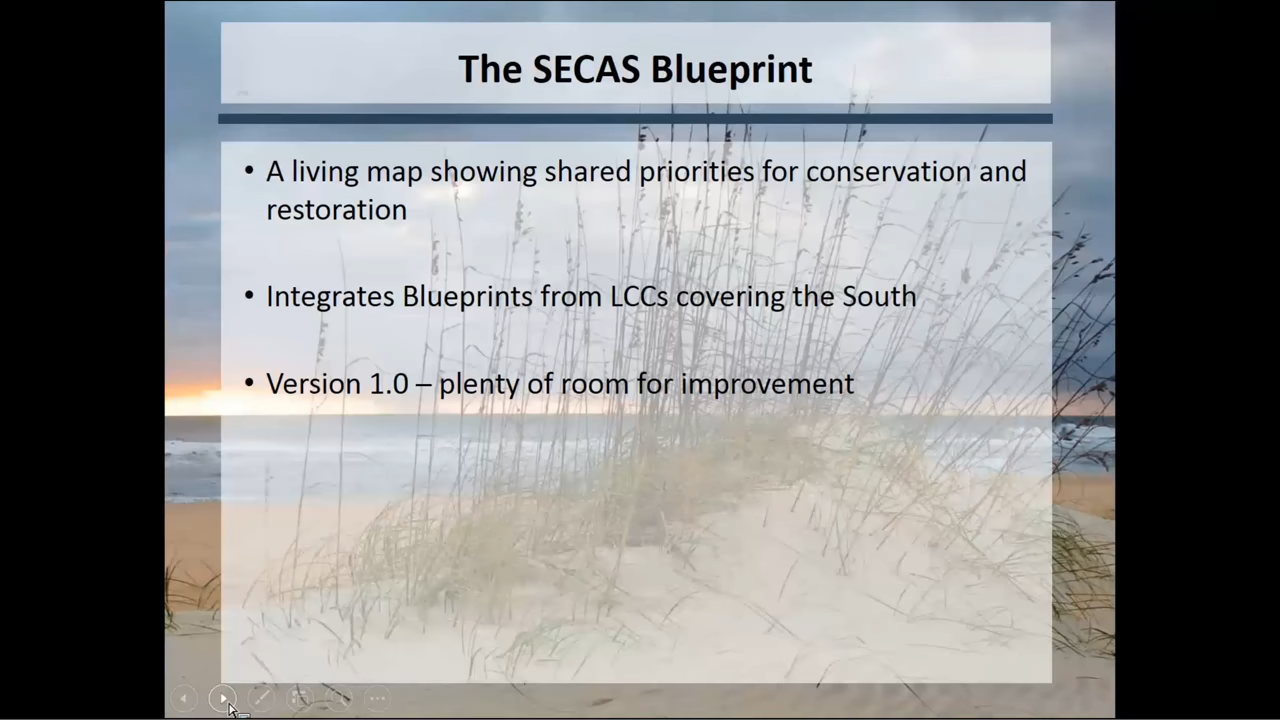 The SECAS Blueprint
• A living map showing shared priorities for conservation and
restoration
• Integrates Blueprints from LCCs covering the South
• Version 1.0 – plenty of room for improvement